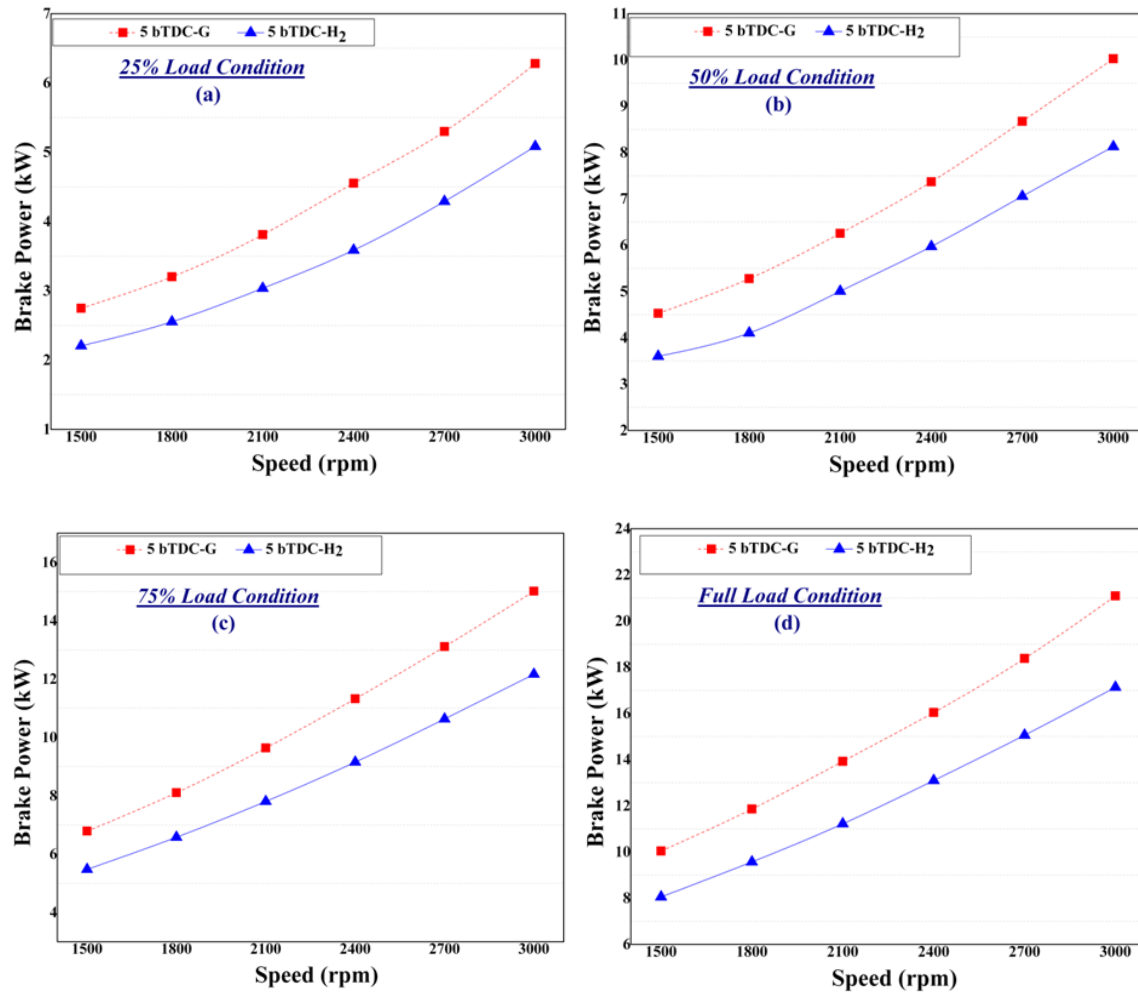 7
5 bTDC-G 5 bTDC-H2
25% Load Condition
(a)
6
5
4
3
2
1
Brake Power (kW)
1500 1800 2100 2400 2700 3000
Speed (rpm)
11
5 bTDC-G 5 bTDC-H2
10
50% Load Condition
(b)
9
8
7
6
5
4
3
2
Brake Power (kW)
1500 1800 2100 2400 2700 3000
Speed (rpm)
5 bTDC-G 5 bTDC-H2
16
75% Load Condition
(c)
14
12
10
8
6
4
Brake Power (kW)
1500 1800 2100 2400 2700 3000
Speed (rpm)
24
5 bTDC-G 5 bTDC-H2
22
Full Load Condition
(d)
20
18
16
14
12
10
8
6
Brake Power (kW)
1500 1800 2100 2400 2700 3000
Speed (rpm)